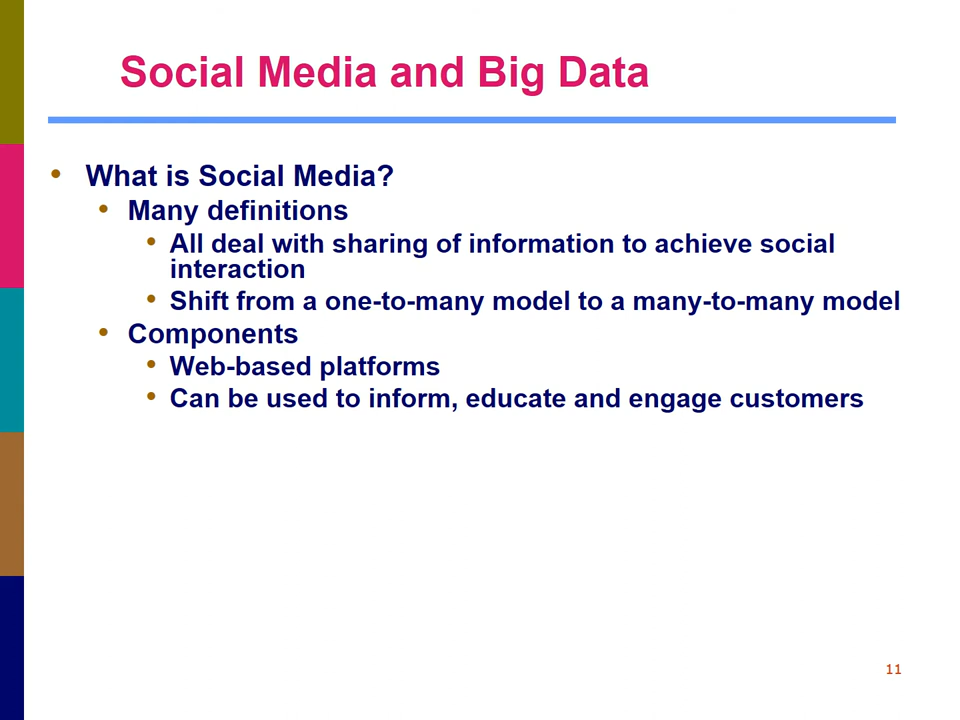 Social Media and Big Data
• What is Social Media?
• Many definitions
• All deal with sharing of information to achieve social
interaction
• Shift from a one-to-many model to a many-to-many model
• Components
• Web-based platforms
• Can be used to inform, educate and engage customers
11